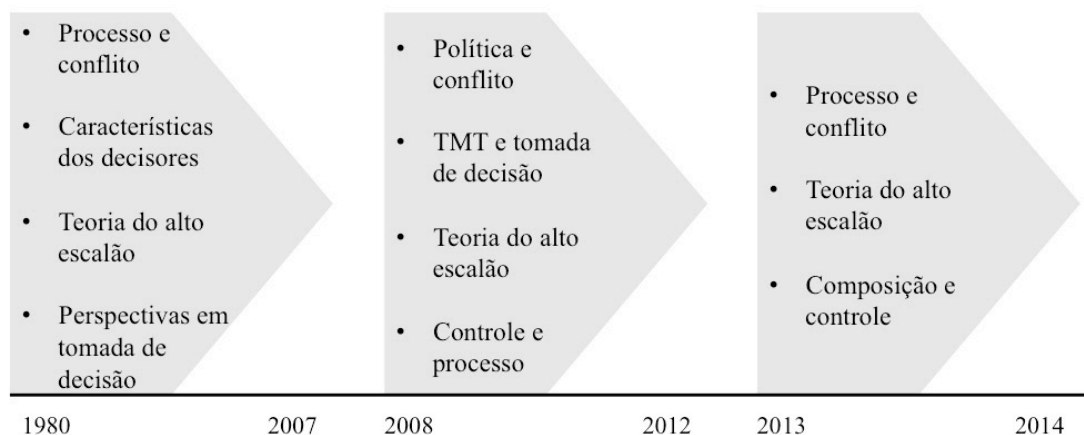 • Processo e
conflito
• Características
dos decisores
• Teoria do alto
escalão
• Perspectivas em
tomada de
decisão
• Política e
conflito
• TMT e tomada
de decisão
• Teoria do alto
escalão
• Controle e
processo
• Processo e
conflito
• Teoria do alto
escalão
• Composição e
controle
1980 2007 2008 2012 2013 2014